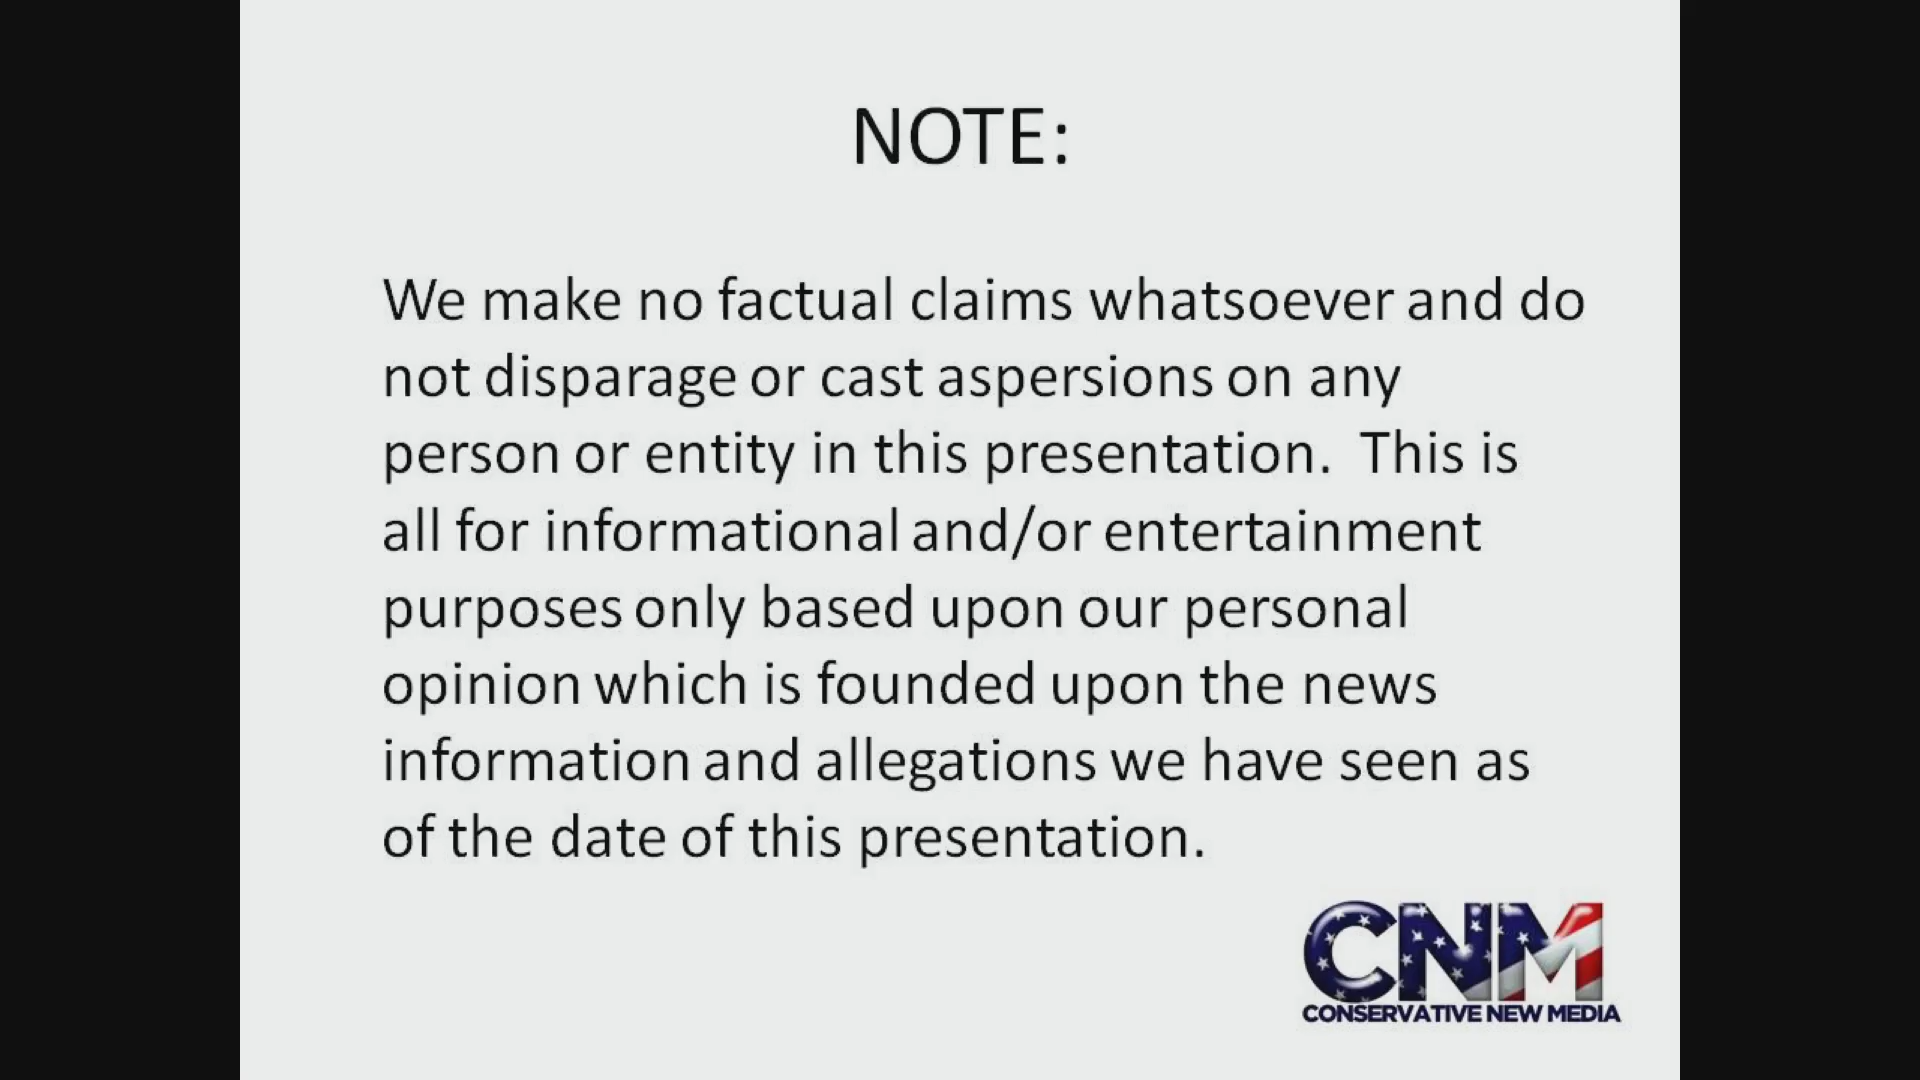 NOTE:
We make no factual claims whatsoever and do
not disparage or cast aspersions on any
person or entity in this presentation.  This is
all for informational and/or entertainment
purposes only based upon our personal
opinion which is founded upon the news
information and allegations we have seen as
of the date of this presentation.
CNM
CONSERVATIVE NEW MEDIA